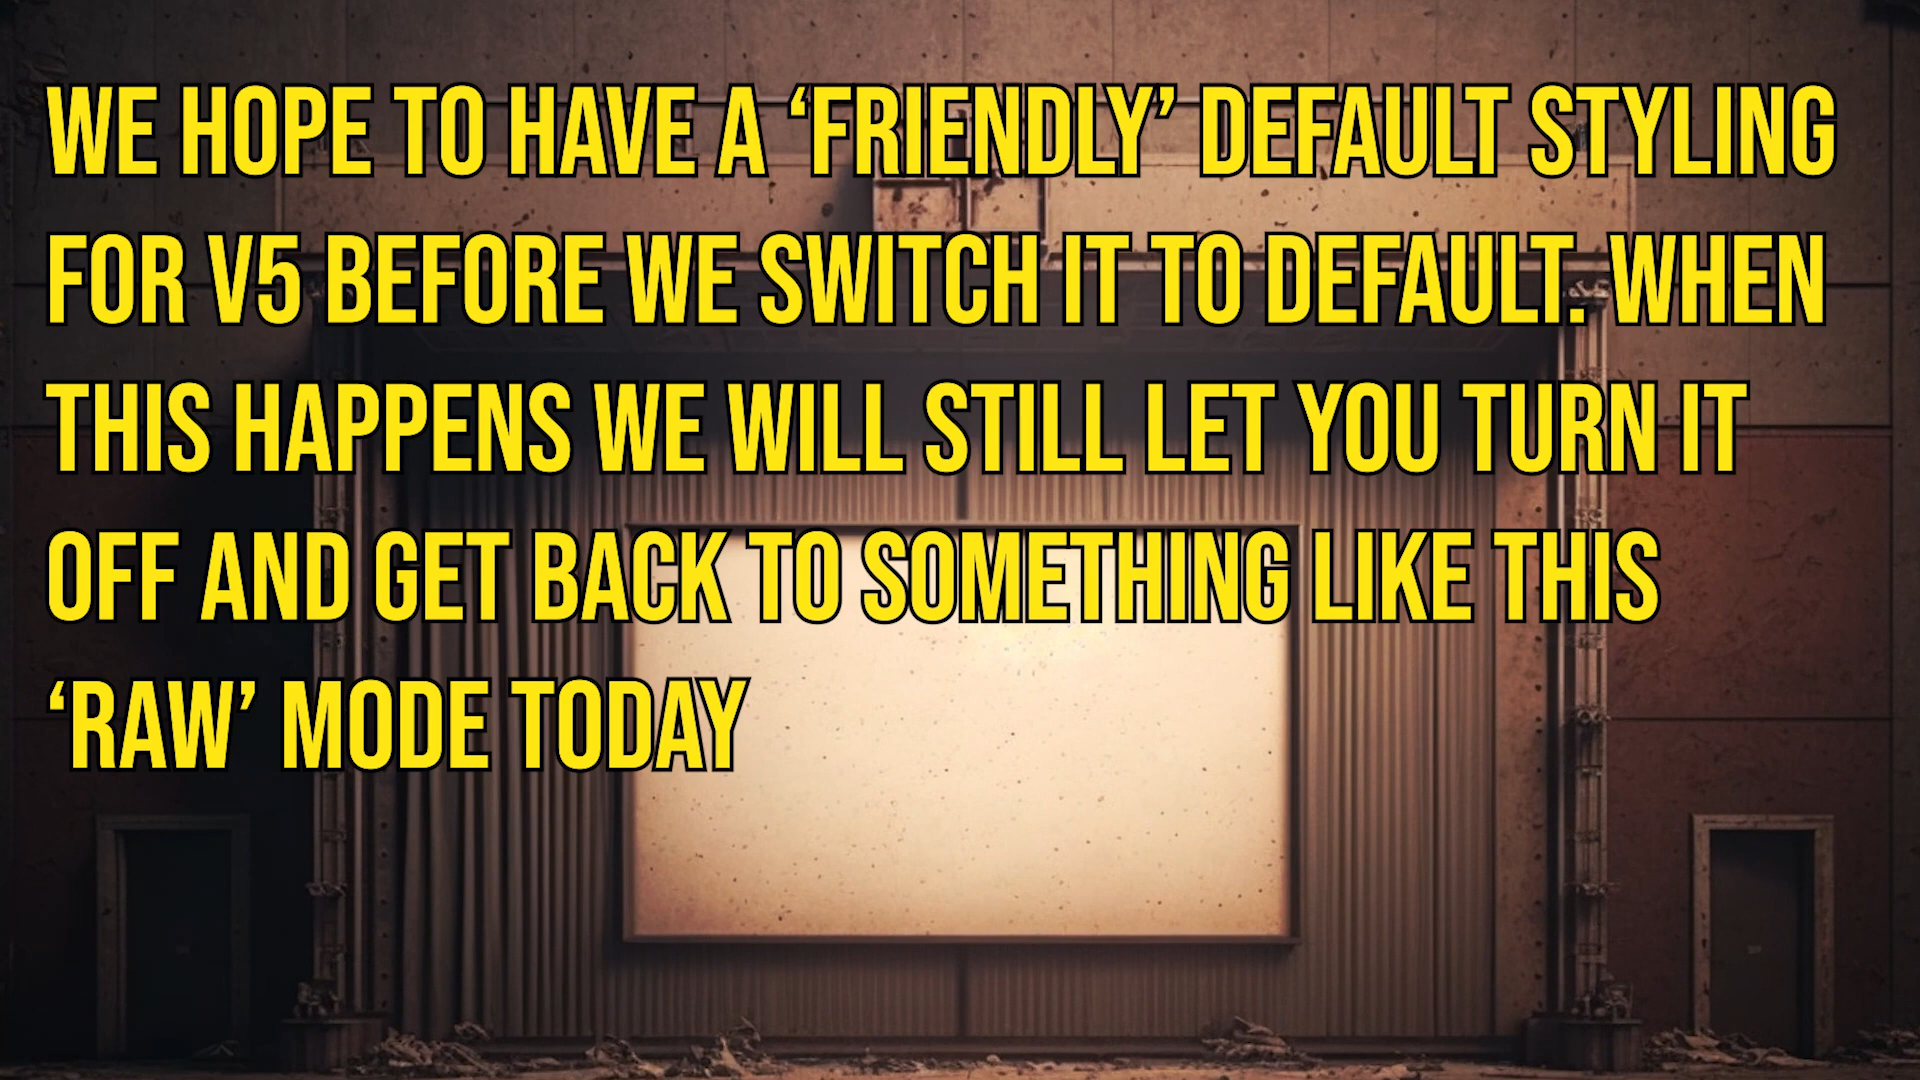 WE HOPE TO HAVE A ‘FRIENDLY’ DEFAULT STYLING
FOR V5 BEFORE WE SWITCH IT TO DEFAULT. WHEN
THIS HAPPENS WE WILL STILL LET YOU TURN IT
OFF AND GET BACK TO SOMETHING LIKE THIS
‘RAW’ MODE TODAY